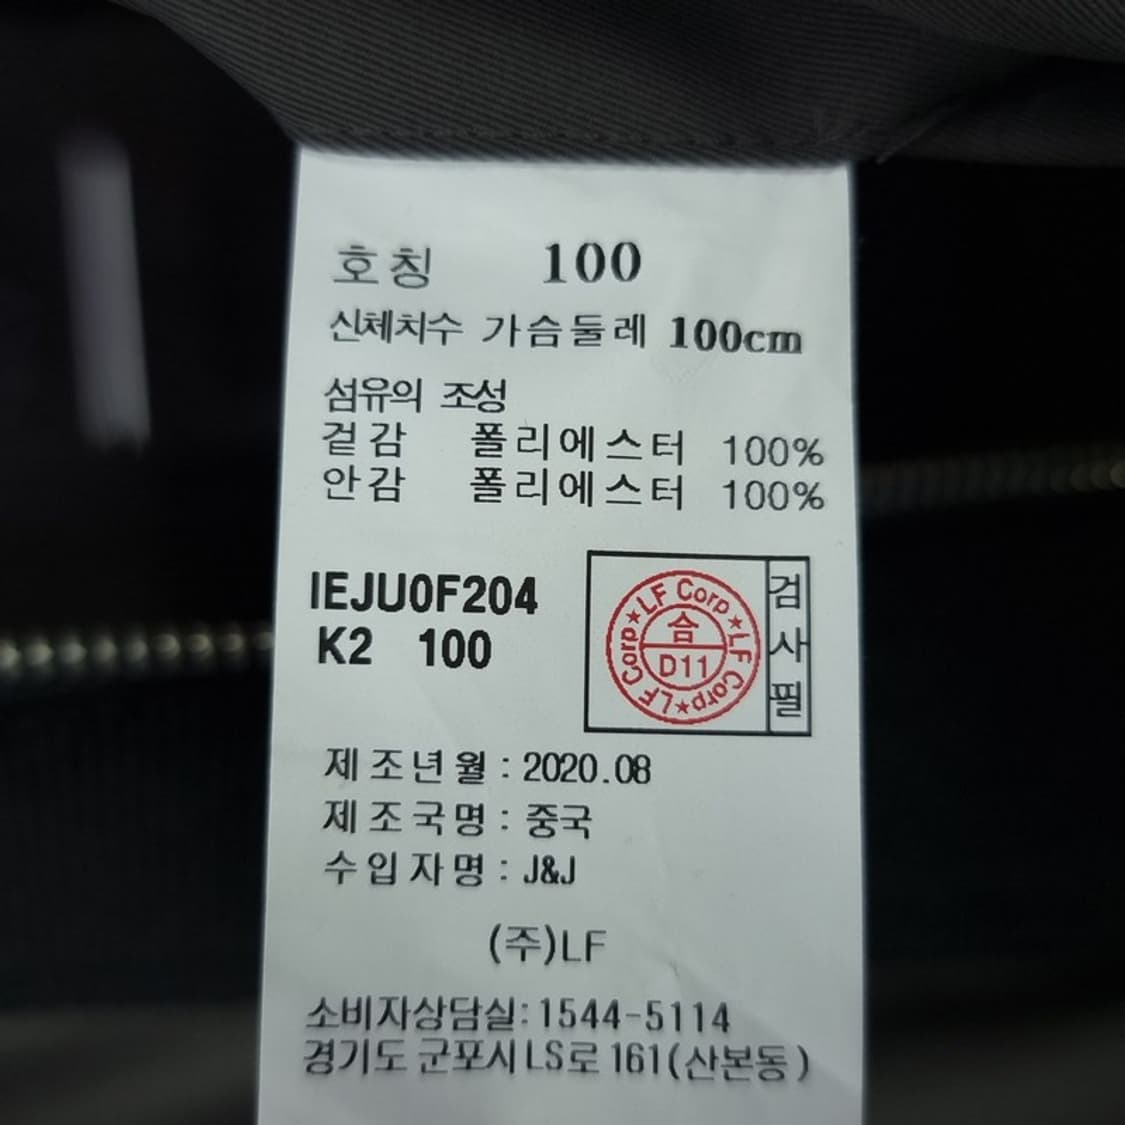 호칭 100
신체치수 가슴둘레 100cm
섬유의 조성
겉감 폴리에스터 100%
안감 폴리에스터 100%
IEJU0F204
K2 100
LF Corp★LF Corp★LF Corp★
合
D11
검사필
제조년월 : 2020.08
제조국명 : 중국
수입자명 : J&J
(주)LF
소비자상담실: 1544-5114
경기도 군포시 LS로 161(산본동)